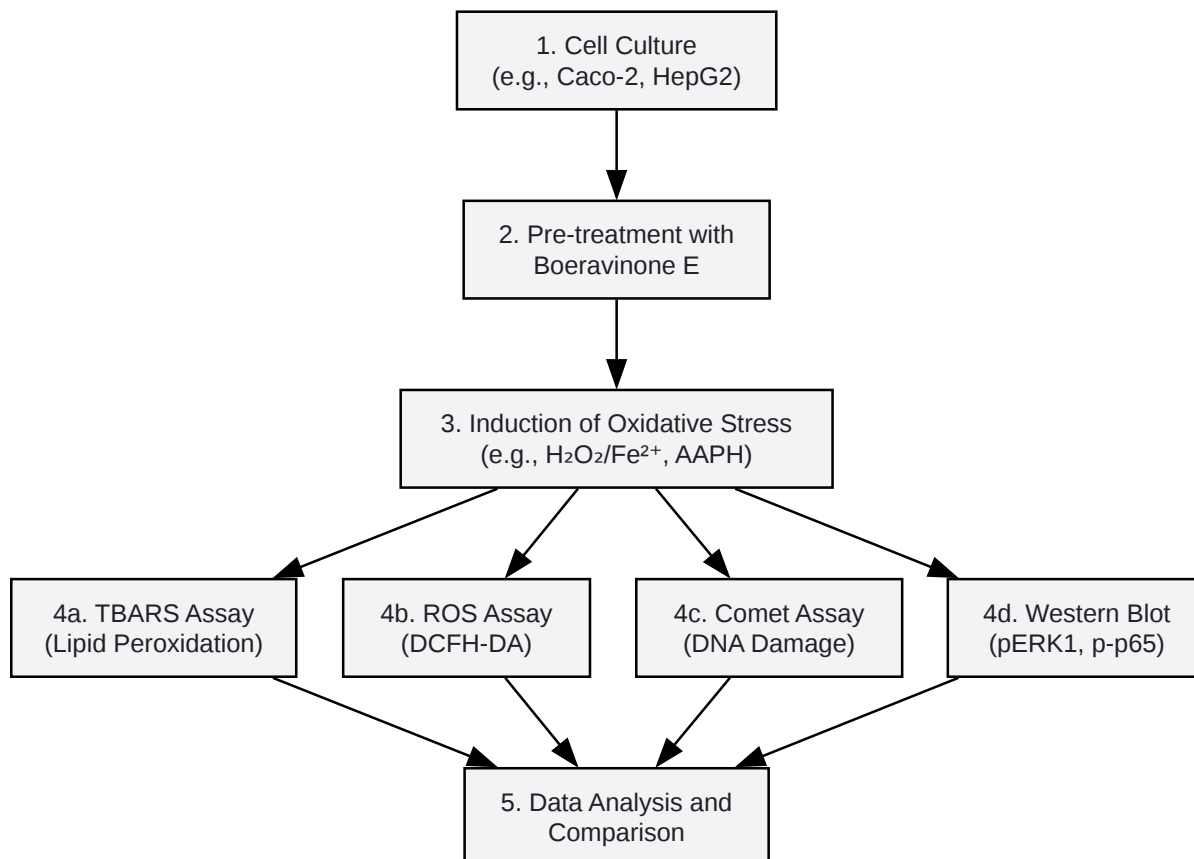 1. Cell Culture
(e.g., Caco-2, HepG2)
2. Pre-treatment with
Boeravinone E
3. Induction of Oxidative Stress
(e.g., H₂O₂/Fe²⁺, AAPH)
4a. TBARS Assay
(Lipid Peroxidation)
4b. ROS Assay
(DCFH-DA)
4c. Comet Assay
(DNA Damage)
4d. Western Blot
(pERK1, p-p65)
5. Data Analysis and
Comparison